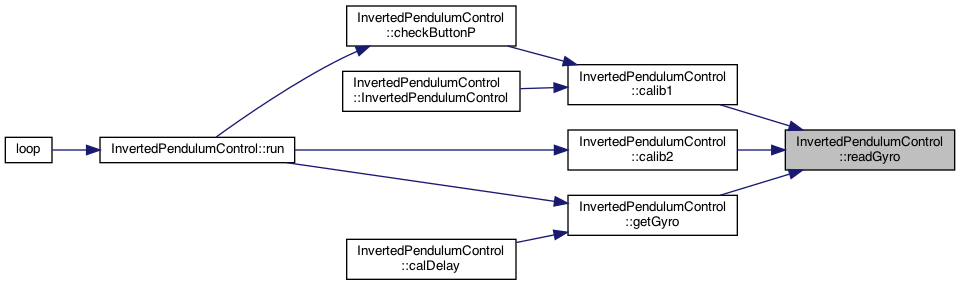 InvertedPendulumControl
::checkButtonP
InvertedPendulumControl
::calib1
InvertedPendulumControl
::InvertedPendulumControl
loop
InvertedPendulumControl::run
InvertedPendulumControl
::calib2
InvertedPendulumControl
::readGyro
InvertedPendulumControl
::getGyro
InvertedPendulumControl
::calDelay